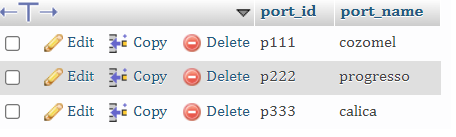 port_id port_name
Edit Copy Delete p111 cozomel
Edit Copy Delete p222 progresso
Edit Copy Delete p333 calica